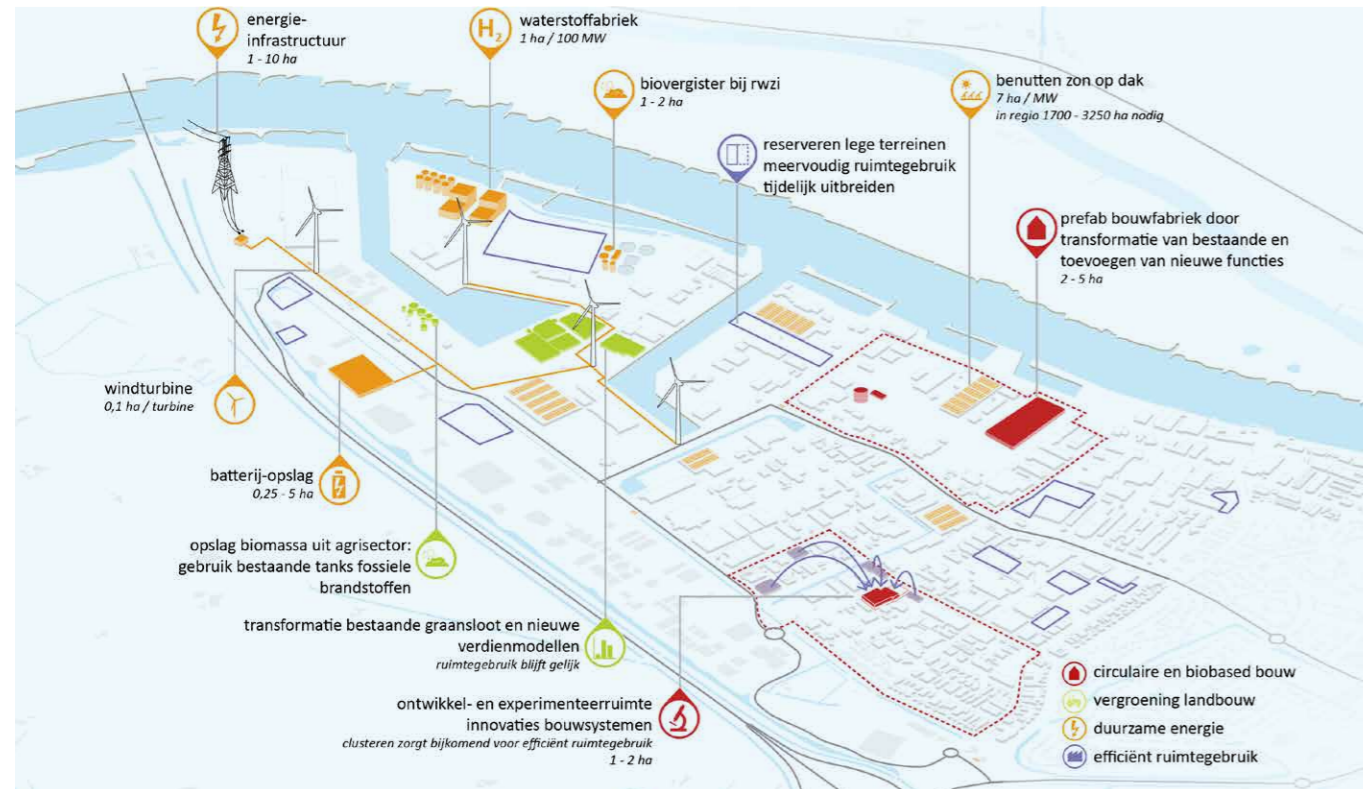 energie-
infrastructuur
1 - 10 ha
H₂
waterstoffabriek
1 ha / 100 MW
biovergister bij rwzi
1 - 2 ha
benutten zon op dak
7 ha / MW
in regio 1700 - 3250 ha nodig
reserveren lege terreinen
meervoudig ruimtegebruik
tijdelijk uitbreiden
prefab bouwfabriek door
transformatie van bestaande en
toevoegen van nieuwe functies
2 - 5 ha
windturbine
0,1 ha / turbine
batterij-opslag
0,25 - 5 ha
opslag biomassa uit agrisector:
gebruik bestaande tanks fossiele
brandstoffen
transformatie bestaande graansloot en nieuwe
verdienmodellen
ruimtegebruik blijft gelijk
ontwikkel- en experimenteerruimte
innovaties bouwsystemen
clusteren zorgt bijkomend voor efficiënt ruimtegebruik
1 - 2 ha
circulaire en biobased bouw
vergroening landbouw
duurzame energie
efficiënt ruimtegebruik